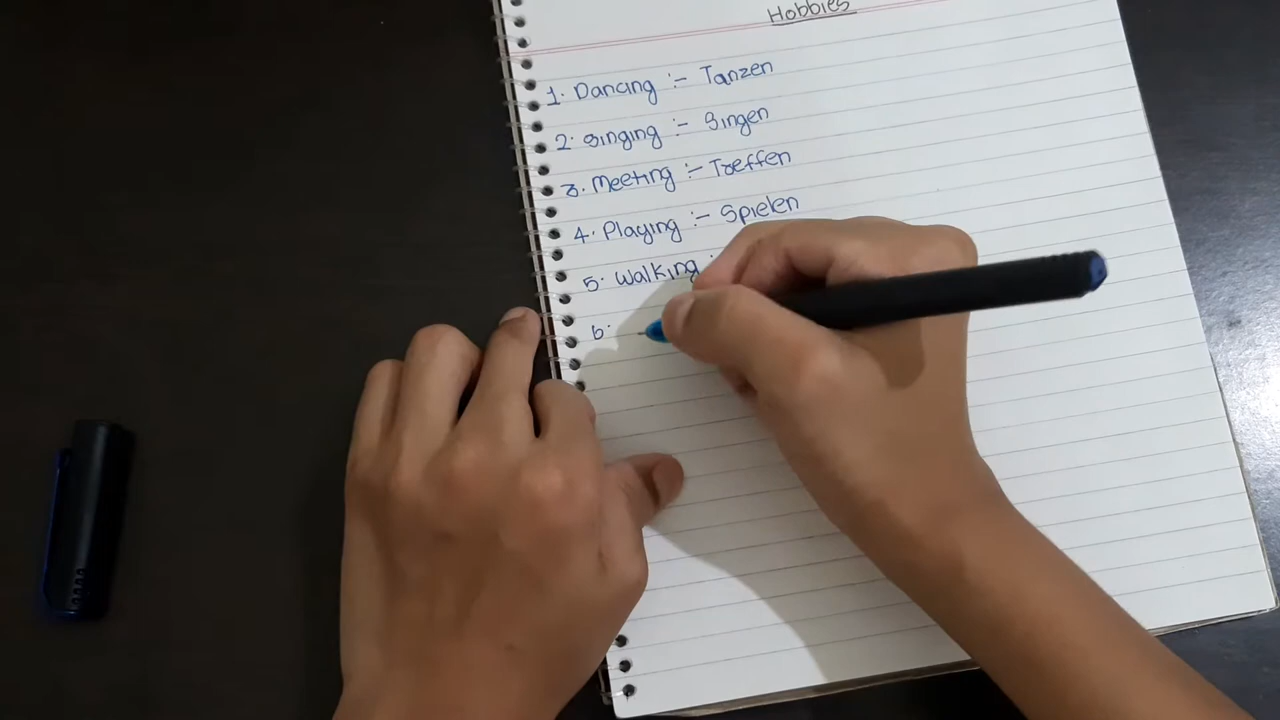 Hobbies
1. Dancing :- Tanzen
2. singing :- Singen
3. Meeting :- Treffen
4. Playing :- Spielen
5. Walking :
6.